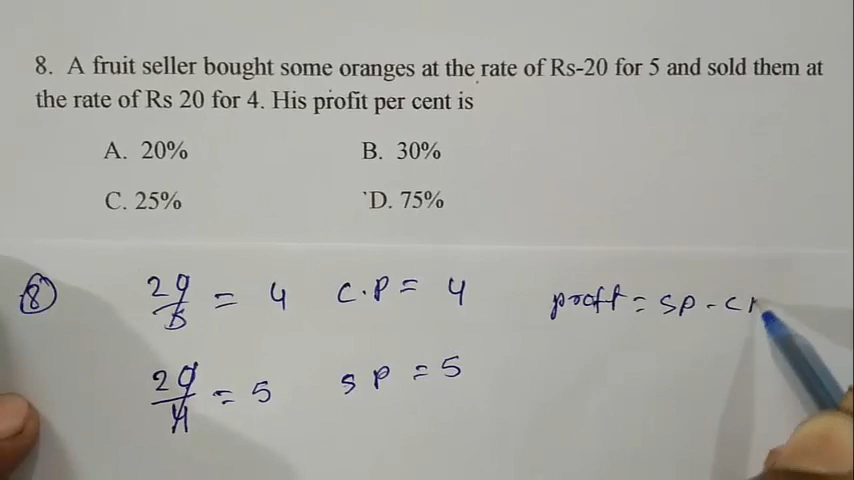 8. A fruit seller bought some oranges at the rate of Rs-20 for 5 and sold them at
the rate of Rs 20 for 4. His profit per cent is
A. 20%
B. 30%
C. 25%
D. 75%
8 20/5 = 4 C.P = 4 proft = SP - C
20/4 = 5 SP = 5